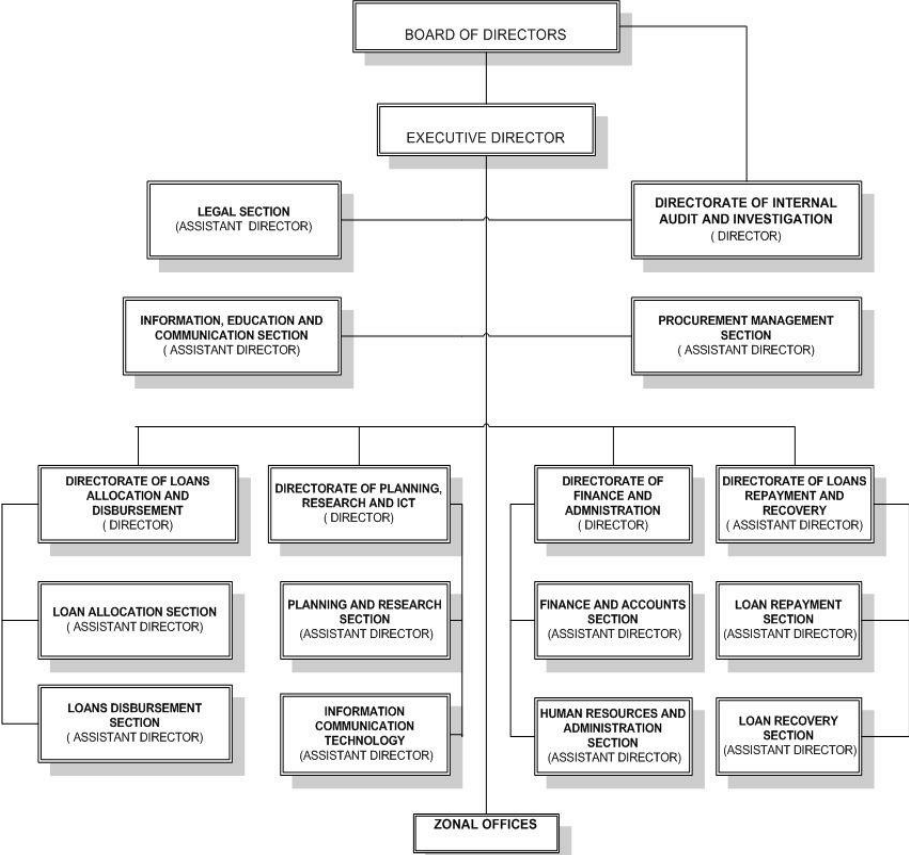 BOARD OF DIRECTORS
EXECUTIVE DIRECTOR
LEGAL SECTION
(ASSISTANT DIRECTOR)
DIRECTORATE OF INTERNAL
AUDIT AND INVESTIGATION
( DIRECTOR)
INFORMATION, EDUCATION AND
COMMUNICATION SECTION
( ASSISTANT DIRECTOR)
PROCUREMENT MANAGEMENT
SECTION
( ASSISTANT DIRECTOR)
DIRECTORATE OF LOANS
ALLOCATION AND
DISBURSEMENT
( DIRECTOR)
DIRECTORATE OF PLANNING,
RESEARCH AND ICT
( DIRECTOR)
DIRECTORATE OF
FINANCE AND
ADMNISTRATION
( DIRECTOR)
DIRECTORATE OF LOANS
REPAYMENT AND
RECOVERY
( ASSISTANT DIRECTOR)
LOAN ALLOCATION SECTION
( ASSISTANT DIRECTOR)
PLANNING AND RESEARCH
SECTION
(ASSISTANT DIRECTOR)
FINANCE AND ACCOUNTS
SECTION
(ASSISTANT DIRECTOR)
LOAN REPAYMENT
SECTION
(ASSISTANT DIRECTOR)
LOANS DISBURSEMENT
SECTION
( ASSISTANT DIRECTOR)
INFORMATION
COMMUNICATION
TECHNOLOGY
(ASSISTANT DIRECTOR)
HUMAN RESOURCES AND
ADMINISTRATION
SECTION
(ASSISTANT DIRECTOR)
LOAN RECOVERY
SECTION
(ASSISTANT DIRECTOR)
ZONAL OFFICES